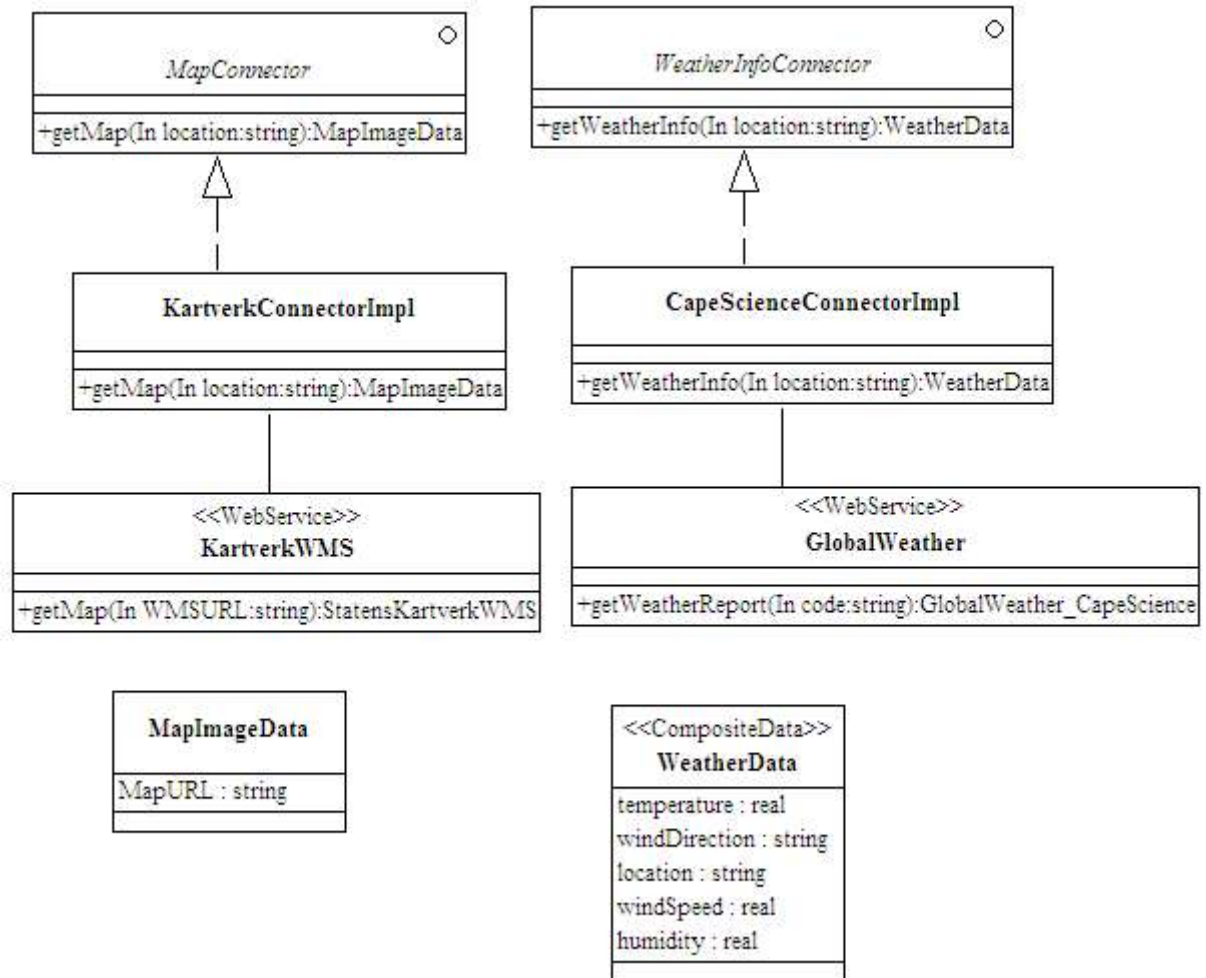 MapConnector
+getMap(In location:string):MapImageData
WeatherInfoConnector
+getWeatherInfo(In location:string):WeatherData
KartverkConnectorImpl
+getMap(In location:string):MapImageData
CapeScienceConnectorImpl
+getWeatherInfo(In location:string):WeatherData
<<WebService>>
KartverkWMS
+getMap(In WMSURL:string):StatensKartverkWMS
<<WebService>>
GlobalWeather
+getWeatherReport(In code:string):GlobalWeather_CapeScience
MapImageData
MapURL : string
<<CompositeData>>
WeatherData
temperature : real
windDirection : string
location : string
windSpeed : real
humidity : real